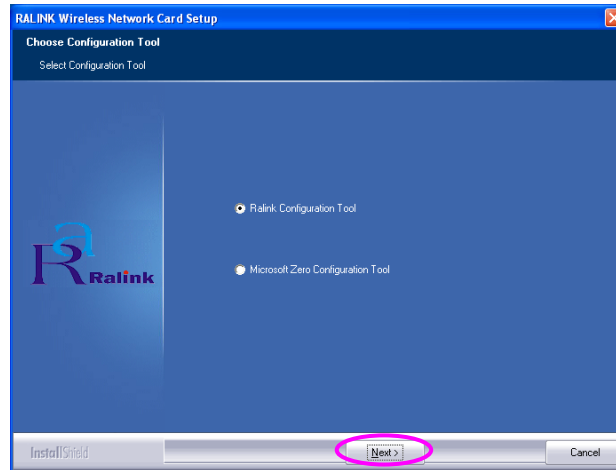 RALINK Wireless Network Card Setup
Choose Configuration Tool
Select Configuration Tool
Ralink Configuration Tool
Microsoft Zero Configuration Tool
Ra
Ralink
InstallShield
Next >
Cancel